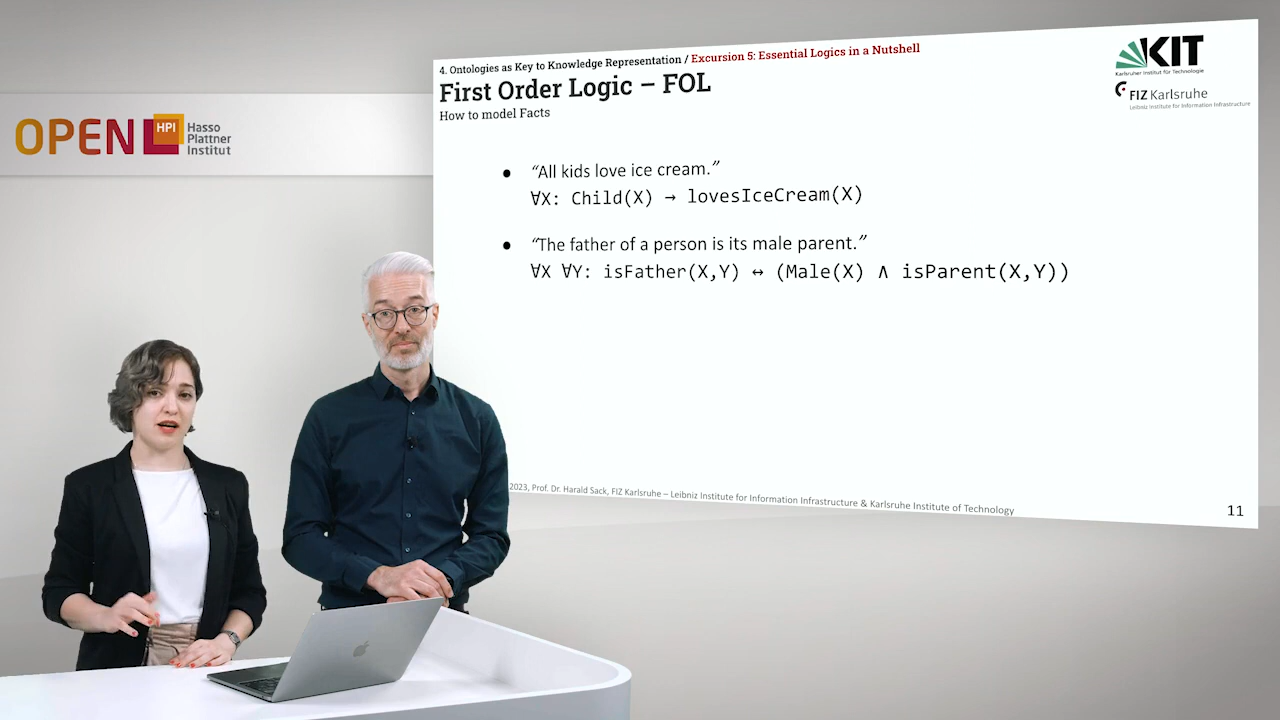 4. Ontologies as Key to Knowledge Representation / Excursion 5: Essential Logics in a Nutshell
First Order Logic – FOL
How to model Facts
KIT
Karlsruher Institut für Technologie
FIZ Karlsruhe
Leibniz Institute for Information Infrastructure
OPEN HPI Hasso
Plattner
Institut
● “All kids love ice cream.”
∀X: Child(X) → lovesIceCream(X)
● “The father of a person is its male parent.”
∀X ∀Y: isFather(X,Y) ↔ (Male(X) ∧ isParent(X,Y))
2023, Prof. Dr. Harald Sack, FIZ Karlsruhe – Leibniz Institute for Information Infrastructure & Karlsruhe Institute of Technology
11